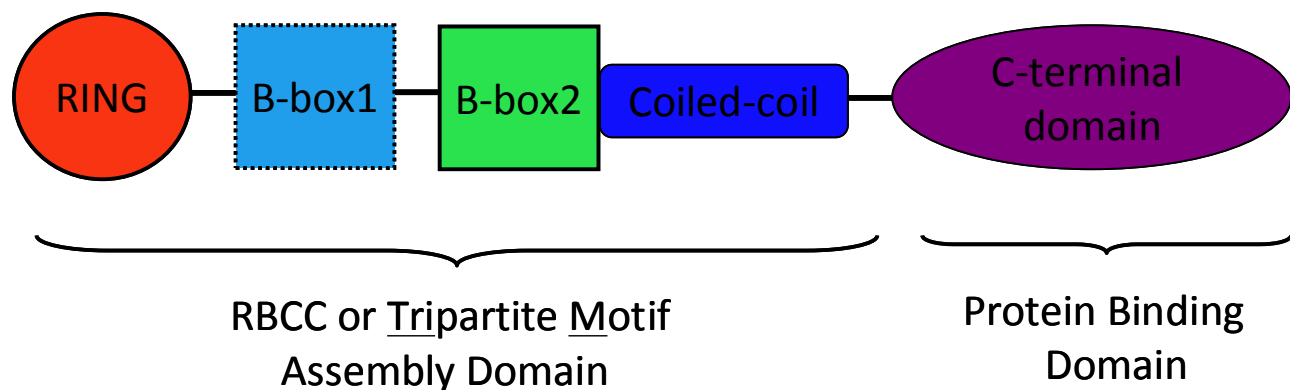 RING
B-box1
B-box2
Coiled-coil
C-terminal
domain
RBCC or Tripartite Motif
Assembly Domain
Protein Binding
Domain